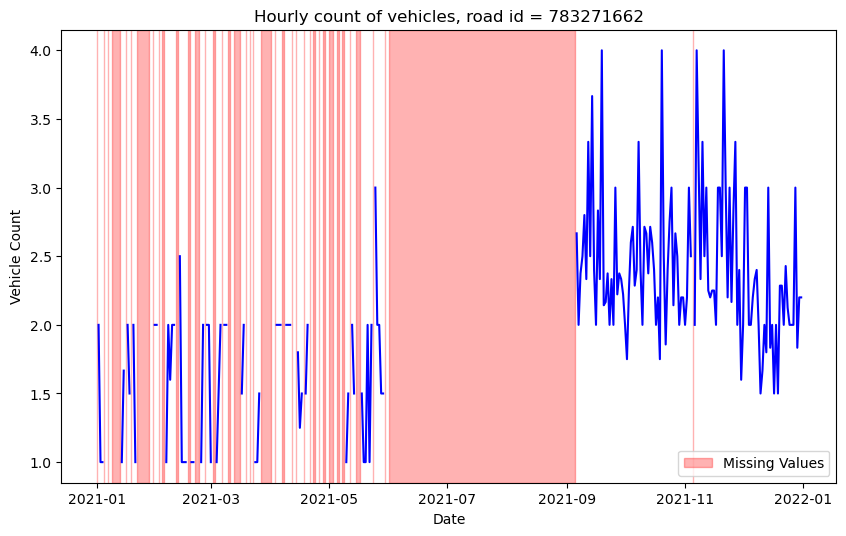 Hourly count of vehicles, road id = 783271662
4.0
3.5
3.0
2.5
2.0
1.5
1.0
Vehicle Count
Missing Values
2021-01 2021-03 2021-05 2021-07 2021-09 2021-11 2022-01
Date